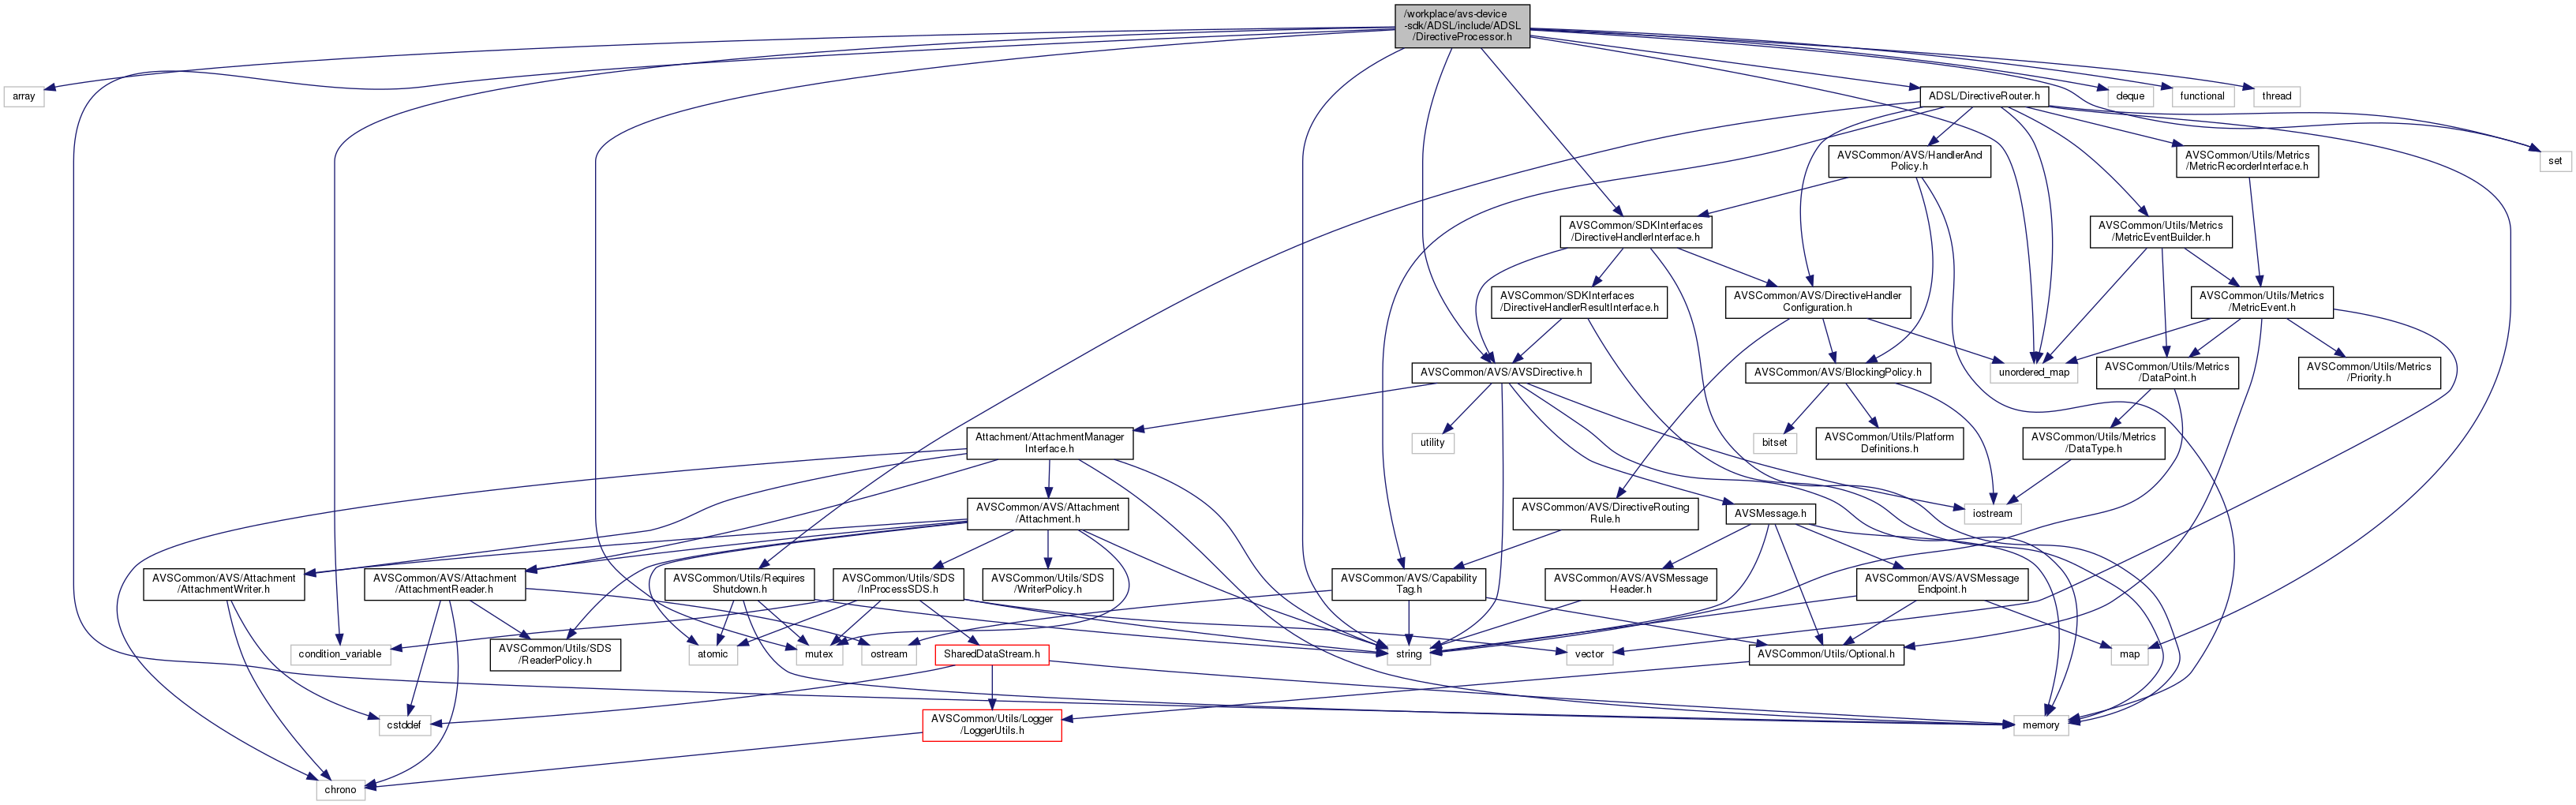 /workplace/avs-device
-sdk/ADSL/include/ADSL
/DirectiveProcessor.h
array
ADSL/DirectiveRouter.h
deque
functional
thread
AVSCommon/AVS/HandlerAnd
Policy.h
AVSCommon/Utils/Metrics
/MetricRecorderInterface.h
set
AVSCommon/SDKInterfaces
/DirectiveHandlerInterface.h
AVSCommon/Utils/Metrics
/MetricEventBuilder.h
AVSCommon/SDKInterfaces
/DirectiveHandlerResultInterface.h
AVSCommon/AVS/DirectiveHandler
Configuration.h
AVSCommon/Utils/Metrics
/MetricEvent.h
AVSCommon/AVS/AVSDirective.h
AVSCommon/AVS/BlockingPolicy.h
unordered_map
AVSCommon/Utils/Metrics
/DataPoint.h
AVSCommon/Utils/Metrics
/Priority.h
Attachment/AttachmentManager
Interface.h
utility
bitset
AVSCommon/Utils/Platform
Definitions.h
AVSCommon/Utils/Metrics
/DataType.h
AVSCommon/AVS/Attachment
/Attachment.h
AVSCommon/AVS/DirectiveRouting
Rule.h
AVSMessage.h
iostream
AVSCommon/AVS/Attachment
/AttachmentWriter.h
AVSCommon/AVS/Attachment
/AttachmentReader.h
AVSCommon/Utils/Requires
Shutdown.h
AVSCommon/Utils/SDS
/InProcessSDS.h
AVSCommon/Utils/SDS
/WriterPolicy.h
AVSCommon/AVS/Capability
Tag.h
AVSCommon/AVS/AVSMessage
Header.h
AVSCommon/AVS/AVSMessage
Endpoint.h
condition_variable
AVSCommon/Utils/SDS
/ReaderPolicy.h
atomic
mutex
ostream
SharedDataStream.h
string
vector
AVSCommon/Utils/Optional.h
map
cstddef
AVSCommon/Utils/Logger
/LoggerUtils.h
memory
chrono